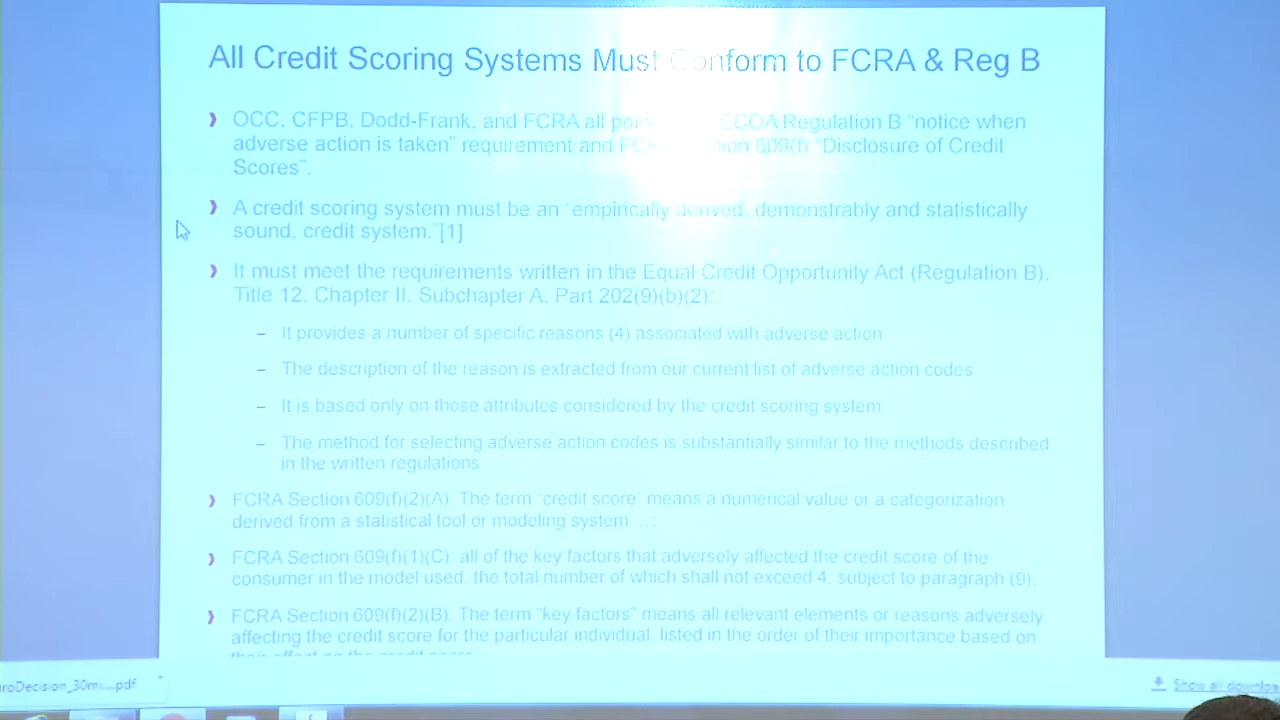 All Credit Scoring Systems Must Conform to FCRA & Reg B
❱ OCC, CFPB, Dodd-Frank, and FCRA all ECOA Regulation B "notice when
adverse action is taken" requirement and 609(f) "Disclosure of Credit
Scores".
❱ A credit scoring system must be an "empirically derived, demonstrably and statistically
sound, credit system."[1]
❱ It must meet the requirements written in the Equal Credit Opportunity Act (Regulation B),
Title 12, Chapter II, Subchapter A, Part 202(9)(b)(2):
– It provides a number of specific reasons (4) associated with adverse action
– The description of the reason is extracted from our current list of adverse action codes
– It is based only on those attributes considered by the credit scoring system
– The method for selecting adverse action codes is substantially similar to the methods described
in the written regulations
❱ FCRA Section 609(f)(2)(A): The term "credit score" means a numerical value or a categorization
derived from a statistical tool or modeling system ...;
❱ FCRA Section 609(f)(1)(C): all of the key factors that adversely affected the credit score of the
consumer in the model used, the total number of which shall not exceed 4, subject to paragraph (9).
❱ FCRA Section 609(f)(2)(B): The term "key factors" means all relevant elements or reasons adversely
affecting the credit score for the particular individual, listed in the order of their importance based on
roDecision_30mi....pdf
Show all downloa